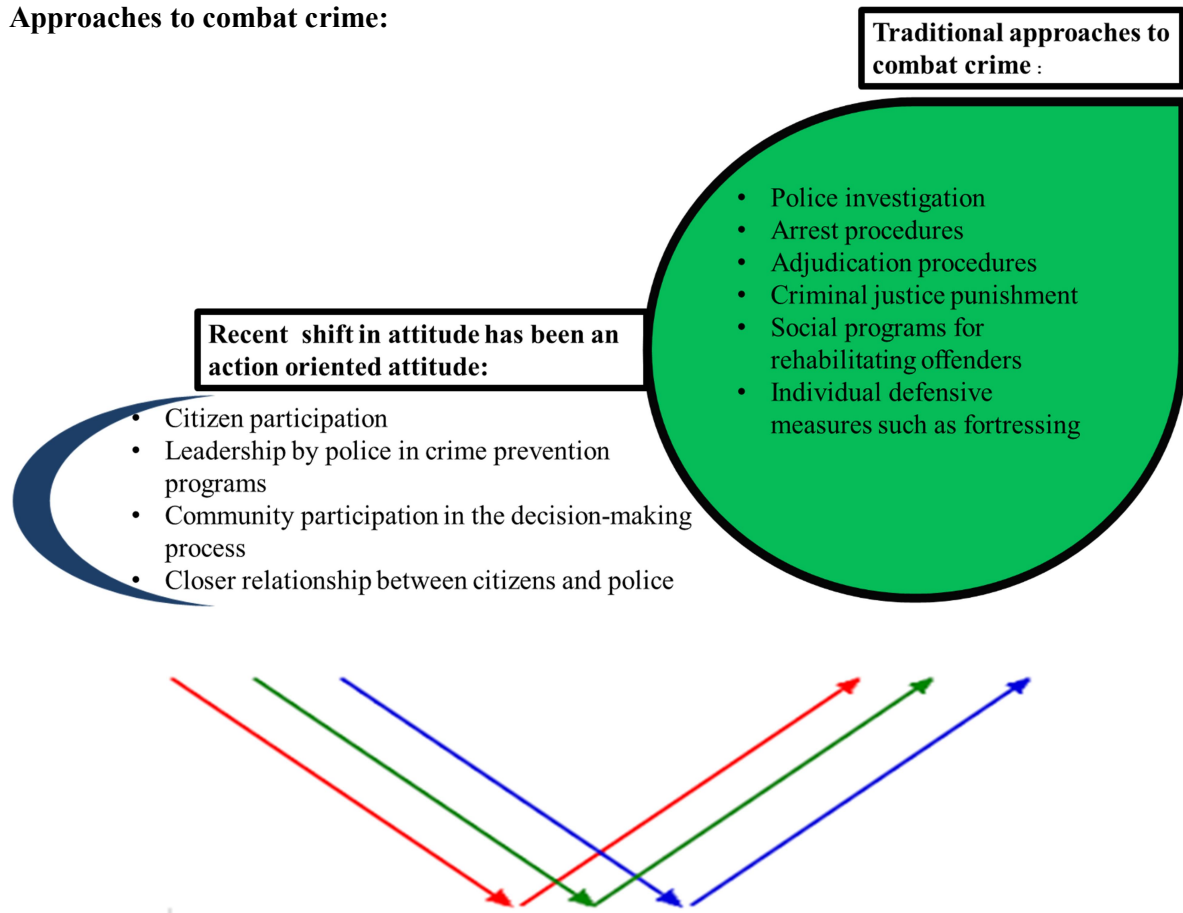 Approaches to combat crime:
Traditional approaches to
combat crime :
• Police investigation
• Arrest procedures
• Adjudication procedures
• Criminal justice punishment
• Social programs for
rehabilitating offenders
• Individual defensive
measures such as fortressing
Recent shift in attitude has been an
action oriented attitude:
• Citizen participation
• Leadership by police in crime prevention
programs
• Community participation in the decision-making
process
• Closer relationship between citizens and police